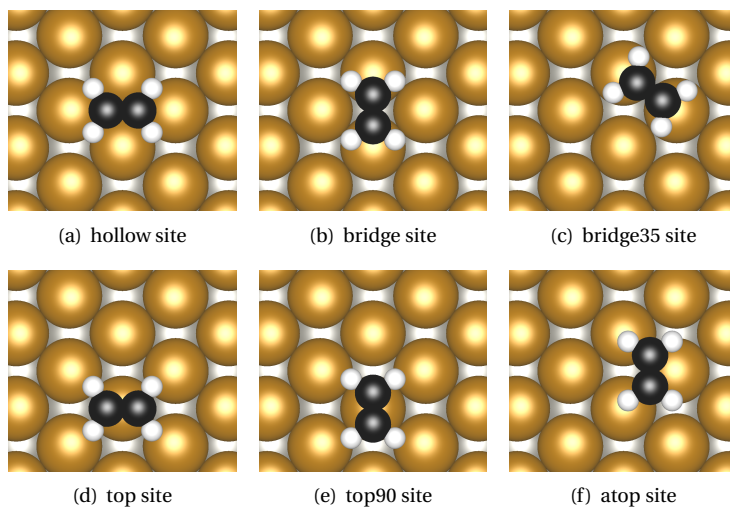 (a) hollow site
(b) bridge site
(c) bridge35 site
(d) top site
(e) top90 site
(f) atop site